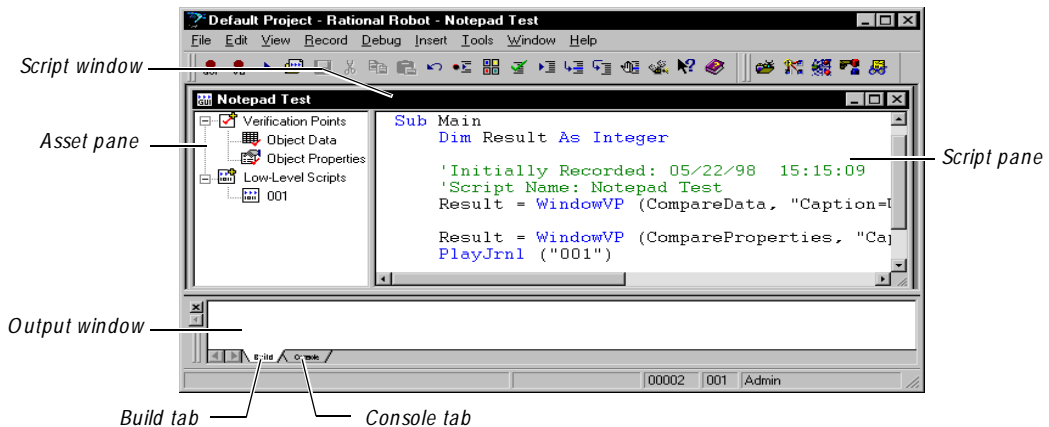 Default Project - Rational Robot - Notepad Test
File Edit View Record Debug Insert Tools Window Help
Script window
Notepad Test
Asset pane
Verification Points
Object Data
Object Properties
Low-Level Scripts
001
Sub Main
Dim Result As Integer
'Initially Recorded: 05/22/98 15:15:09
'Script Name: Notepad Test
Result = WindowVP (CompareData, "Caption=
Result = WindowVP (CompareProperties, "Ca
PlayJrnl ("001")
Script pane
Output window
Build Console
00002 001 Admin
Build tab
Console tab